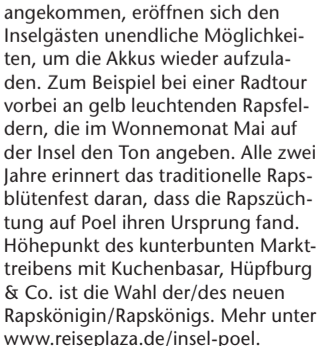 angekommen, eröffnen sich den
Inselgästen unendliche Möglichkei-
ten, um die Akkus wieder aufzula-
den. Zum Beispiel bei einer Radtour
vorbei an gelb leuchtenden Rapsfel-
dern, die im Wonnemonat Mai auf
der Insel den Ton angeben. Alle zwei
Jahre erinnert das traditionelle Raps-
blütenfest daran, dass die Rapszüch-
tung auf Poel ihren Ursprung fand.
Höhepunkt des kunterbunten Markt-
treibens mit Kuchenbasar, Hüpfburg
& Co. ist die Wahl der/des neuen
Rapskönigin/Rapskönigs. Mehr unter
www.reiseplaza.de/insel-poel.